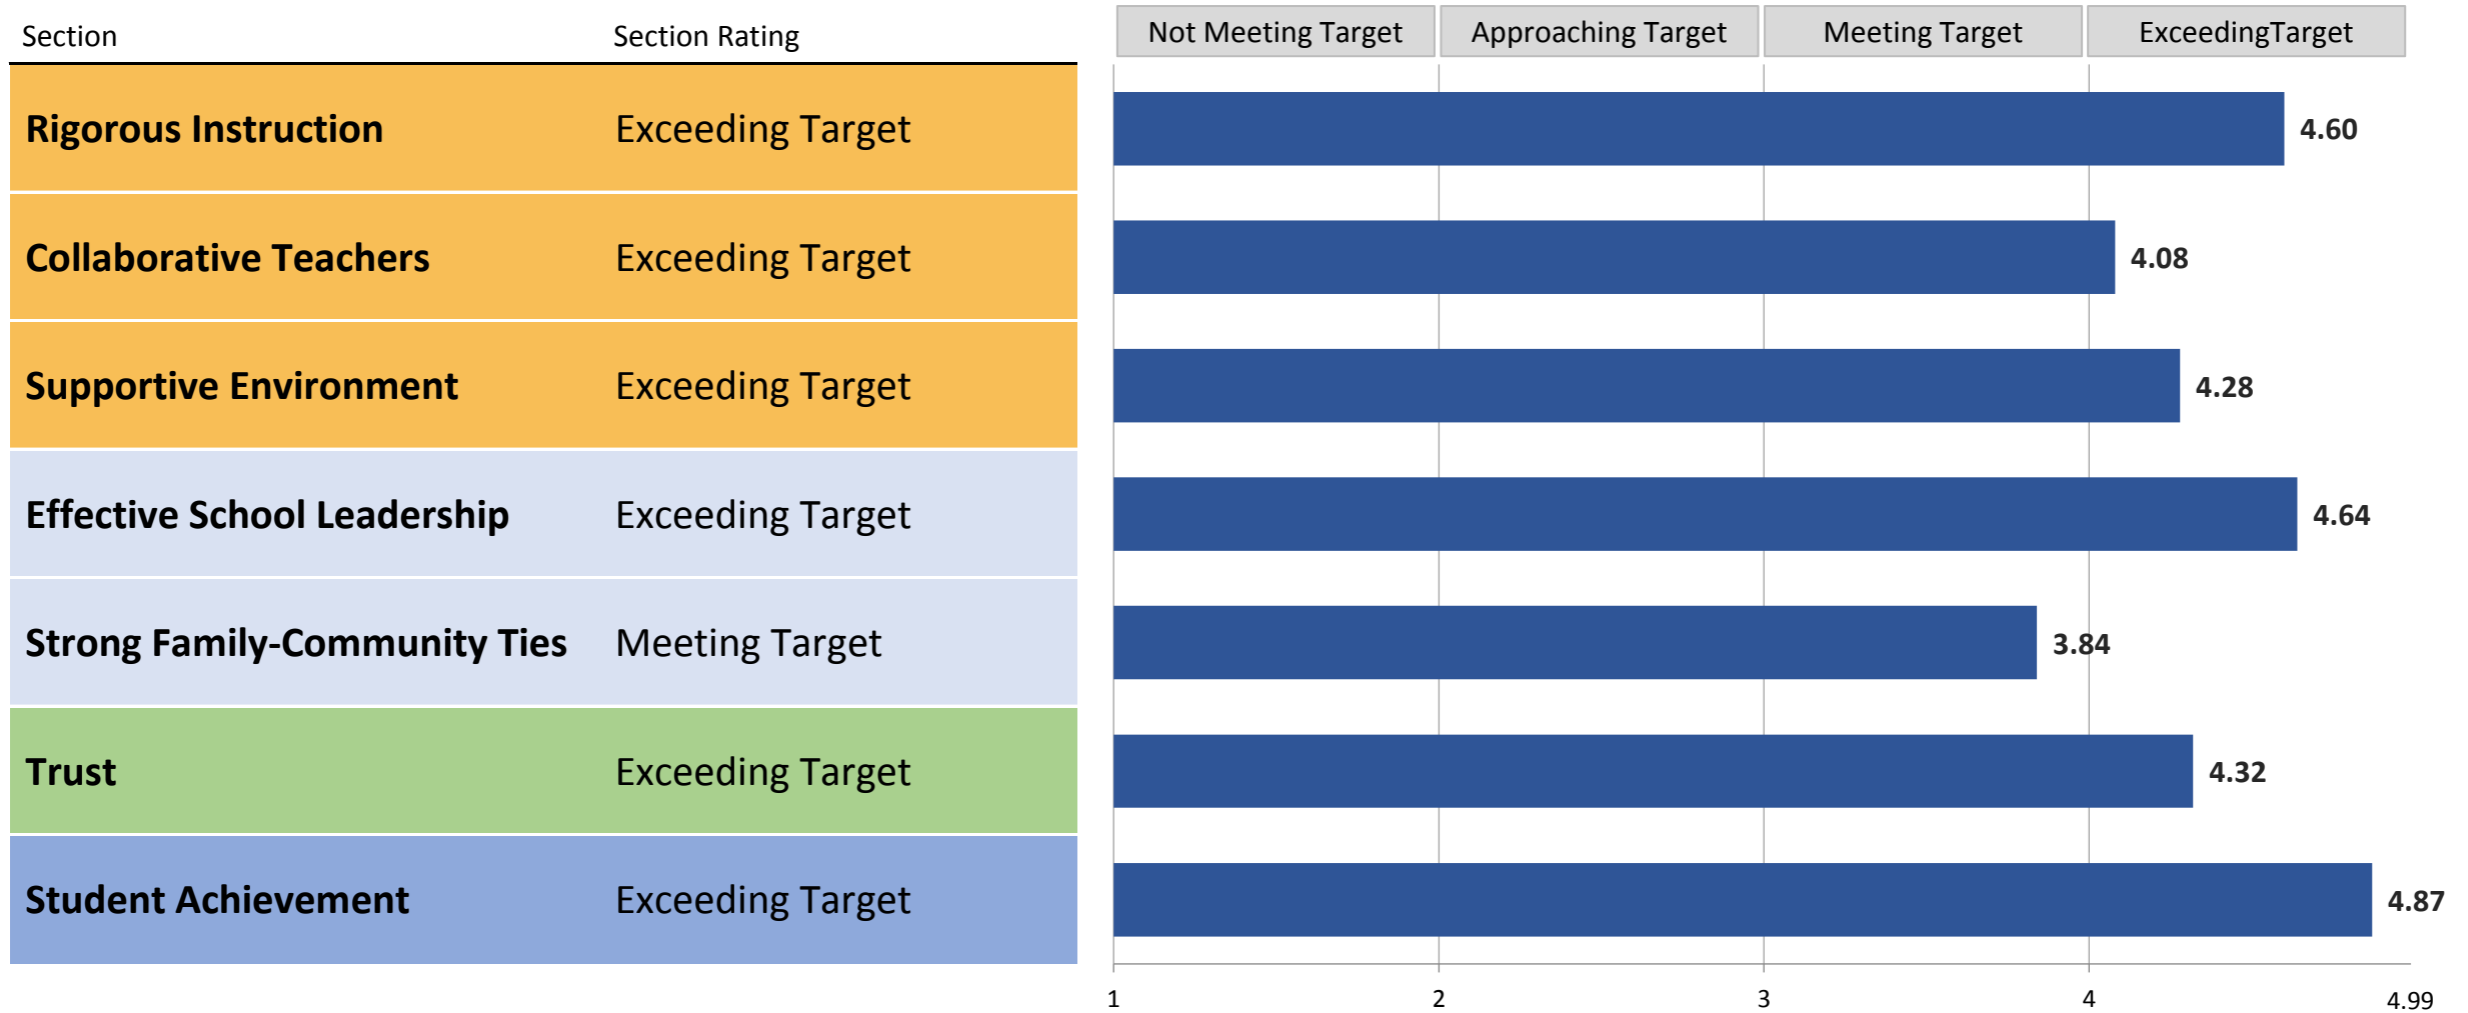 Section Section Rating Not Meeting Target Approaching Target Meeting Target ExceedingTarget
Rigorous Instruction Exceeding Target 4.60
Collaborative Teachers Exceeding Target 4.08
Supportive Environment Exceeding Target 4.28
Effective School Leadership Exceeding Target 4.64
Strong Family-Community Ties Meeting Target 3.84
Trust Exceeding Target 4.32
Student Achievement Exceeding Target 4.87
1 2 3 4 4.99